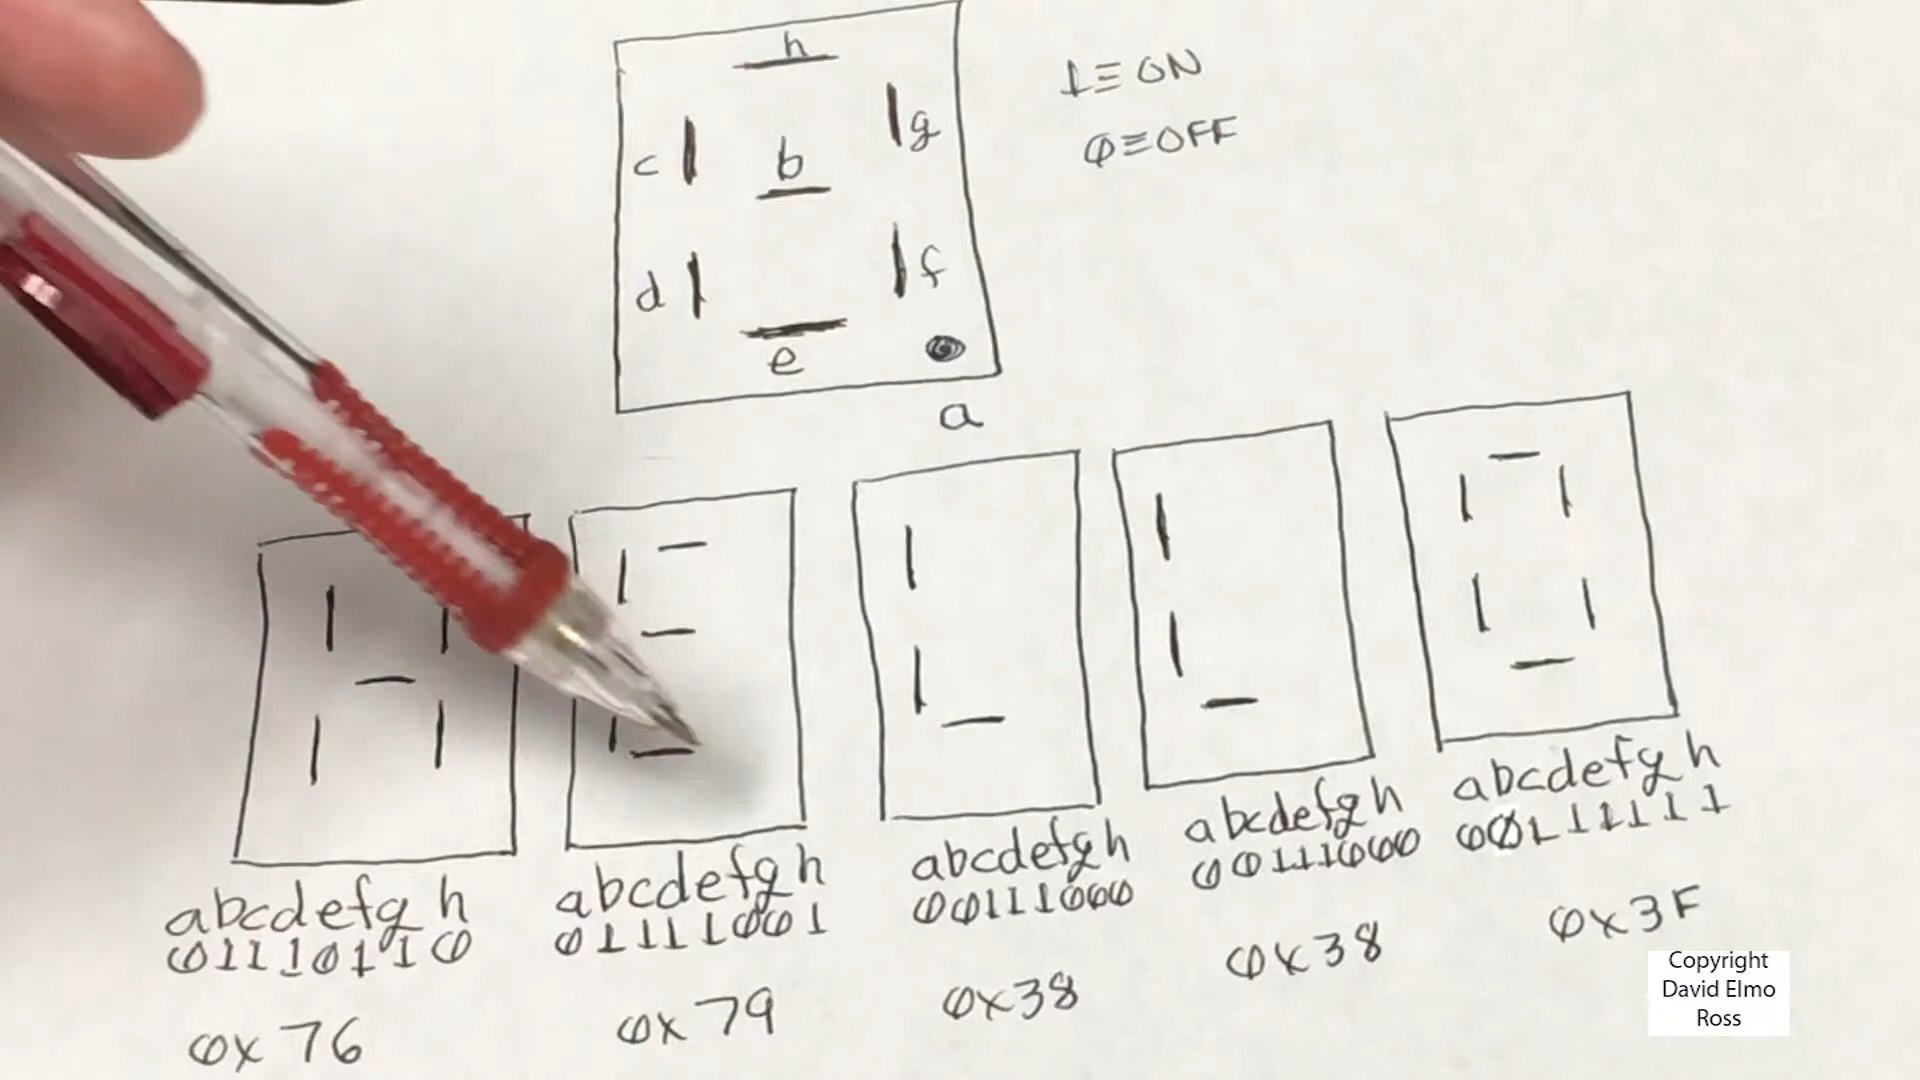 h
1≡ON
c
b
g
0≡OFF
d
f
e
a
abcdefgh
01110110
0x76
abcdefgh
01111001
0x79
abcdefgh
00111000
0x38
abcdefgh
00111000
0x38
abcdefgh
00111111
0x3F
Copyright
David Elmo
Ross